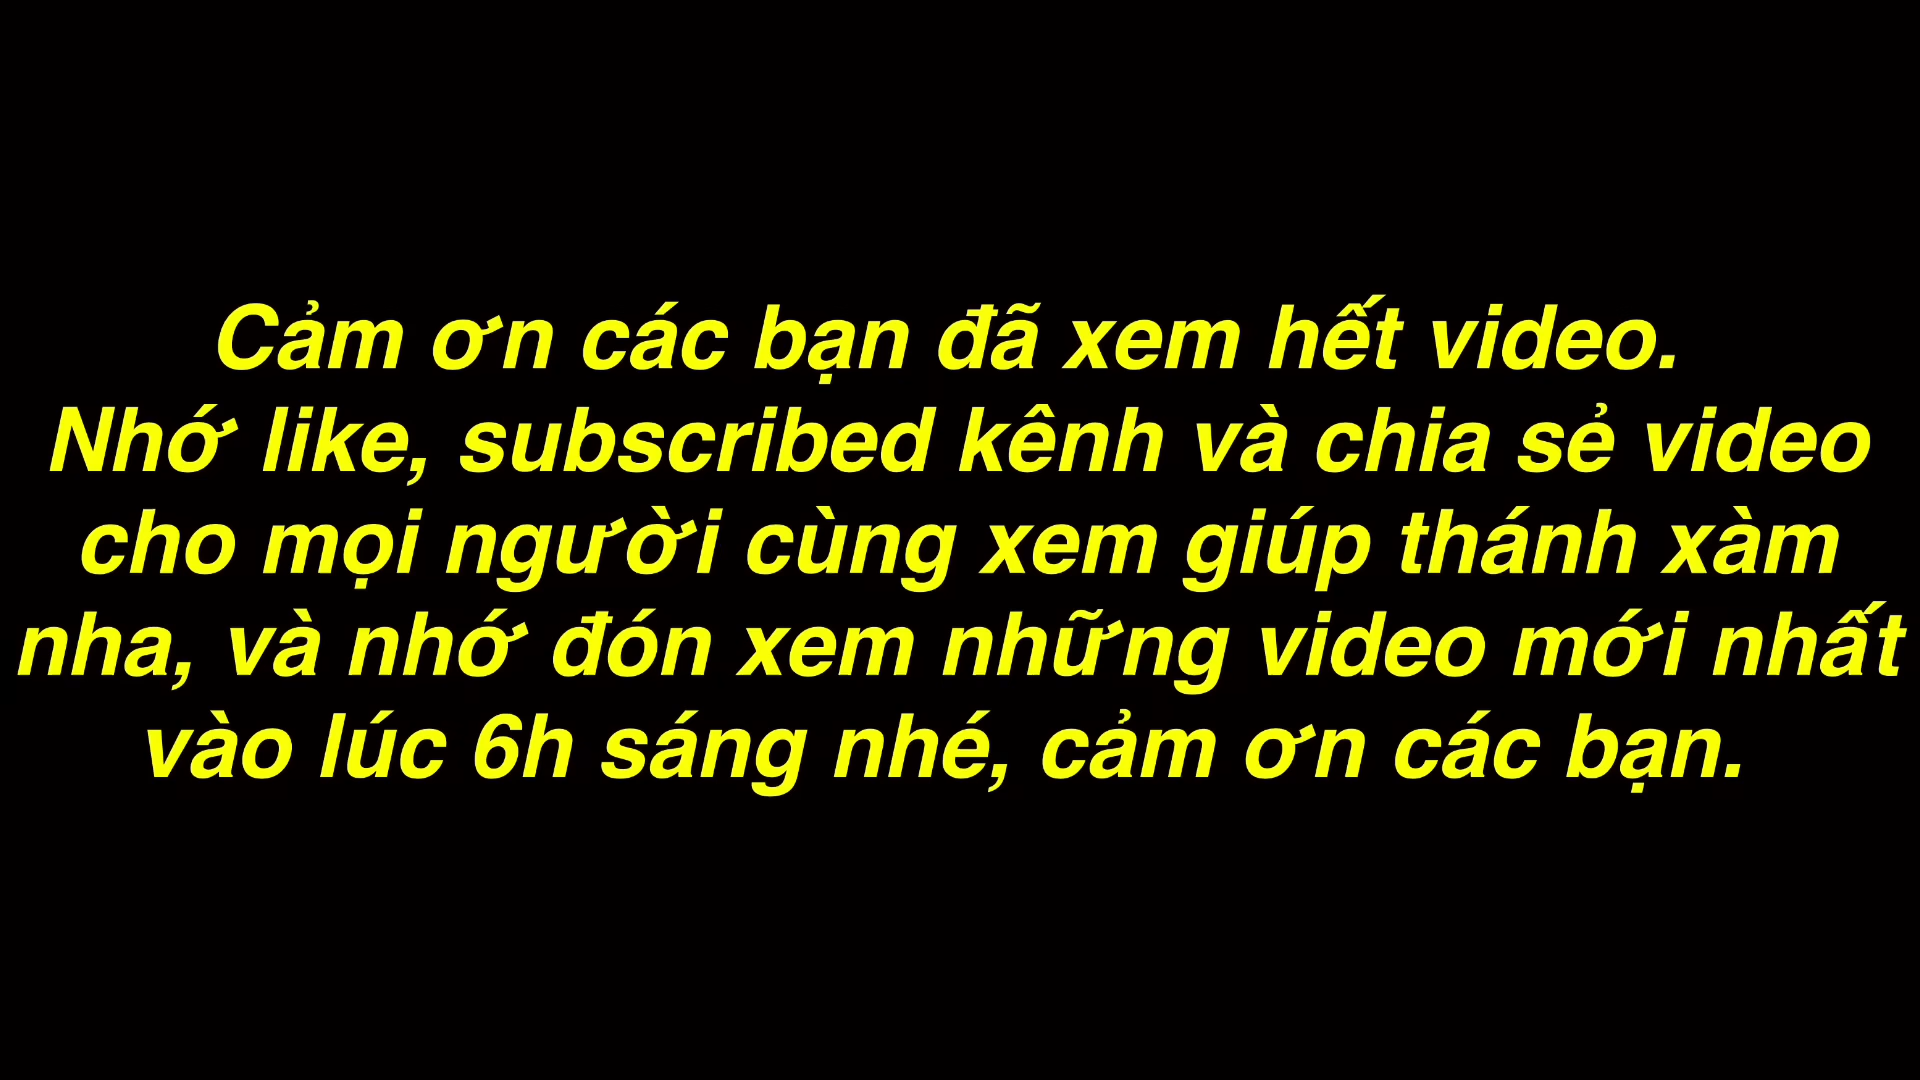 Cảm ơn các bạn đã xem hết video.
Nhớ like, subscribed kênh và chia sẻ video
cho mọi người cùng xem giúp thánh xàm
nha, và nhớ đón xem những video mới nhất
vào lúc 6h sáng nhé, cảm ơn các bạn.